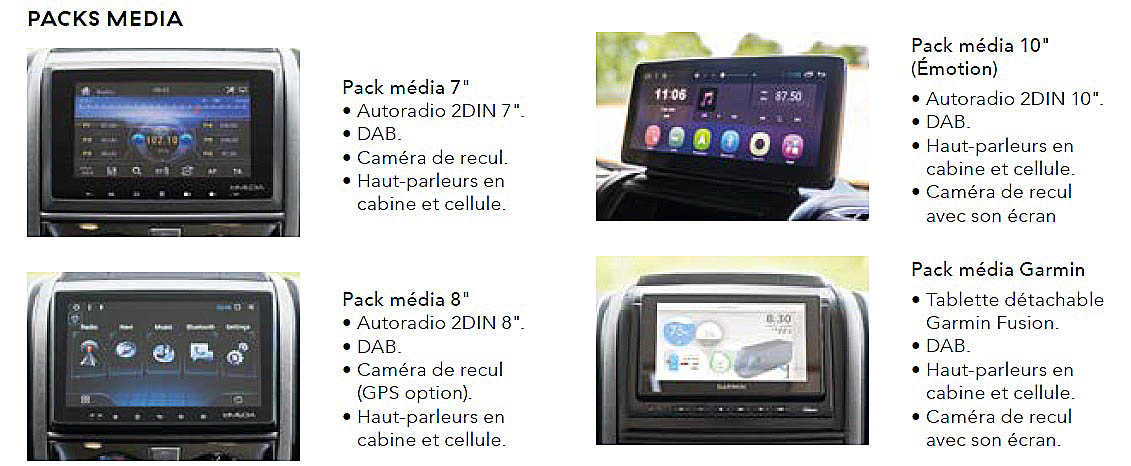 PACKS MEDIA
102.10
AF
TA
Pack média 7"
• Autoradio 2DIN 7".
• DAB.
• Caméra de recul.
• Haut-parleurs en
cabine et cellule.
11:06
87.50
Pack média 10"
(Émotion)
• Autoradio 2DIN 10".
• DAB.
• Haut-parleurs en
cabine et cellule.
• Caméra de recul
avec son écran
Radio
Navi
Music
Bluetooth
Settings
Pack média 8"
• Autoradio 2DIN 8".
• DAB.
• Caméra de recul
(GPS option).
• Haut-parleurs en
cabine et cellule.
8:30
GARMIN
Pack média Garmin
• Tablette détachable
Garmin Fusion.
• DAB.
• Haut-parleurs en
cabine et cellule.
• Caméra de recul
avec son écran.